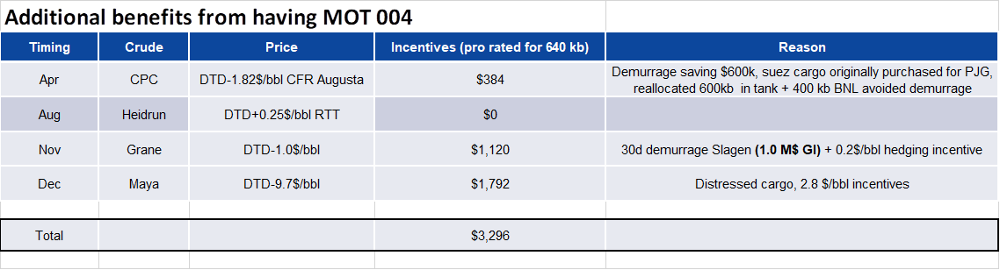 Additional benefits from having MOT 004
Timing Crude Price Incentives (pro rated for 640 kb) Reason
Apr CPC DTD-1.82$/bbl CFR Augusta $384 Demurrage saving $600k, suez cargo originally purchased for PJG,
reallocated 600kb in tank + 400 kb BNL avoided demurrage
Aug Heidrun DTD+0.25$/bbl RTT $0
Nov Grane DTD-1.0$/bbl $1,120 30d demurrage Slagen (1.0 M$ GI) + 0.2$/bbl hedging incentive
Dec Maya DTD-9.7$/bbl $1,792 Distressed cargo, 2.8 $/bbl incentives
Total $3,296